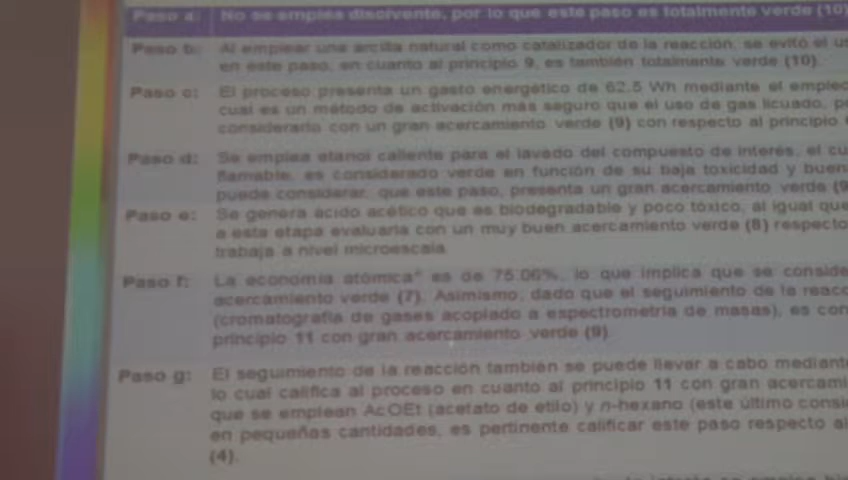 Paso a: No se emplea disolvente, por lo que este paso es totalmente verde (10)
Paso b: Al emplear una arcilla natural como catalizador de la reacción, se evitó el
en este paso, en cuanto al principio 9, es también totalmente verde (10).
Paso c: El proceso presenta un gasto energético de 62.5 Wh mediante el
cual es un método de activación más seguro que el uso de gas licuado,
considerarlo con un gran acercamiento verde (9) con respecto al principio
Paso d: Se emplea etanol caliente para el lavado del compuesto de interés, el
flamable, es considerado verde en función de su baja toxicidad y
puede considerar, que este paso, presenta un gran acercamiento verde (9
Paso e: Se genera ácido acético que es biodegradable y poco tóxico, al igual que
a esta etapa evaluarla con un muy buen acercamiento verde (8) respecto
trabaja a nivel microescala
Paso f: La economía atómica es de 75.06%, lo que implica que se
acercamiento verde (7). Asimismo, dado que el seguimiento de la
(cromatografía de gases acoplado a espectrometría de masas), es
principio 11 con gran acercamiento verde (9)
Paso g: El seguimiento de la reacción también se puede llevar a cabo
lo cual califica al proceso en cuanto al principio 11 con gran
que se emplean AcOEt (acetato de etilo) y n-hexano (este último
en pequeñas cantidades, es pertinente calificar este paso respecto
(4).